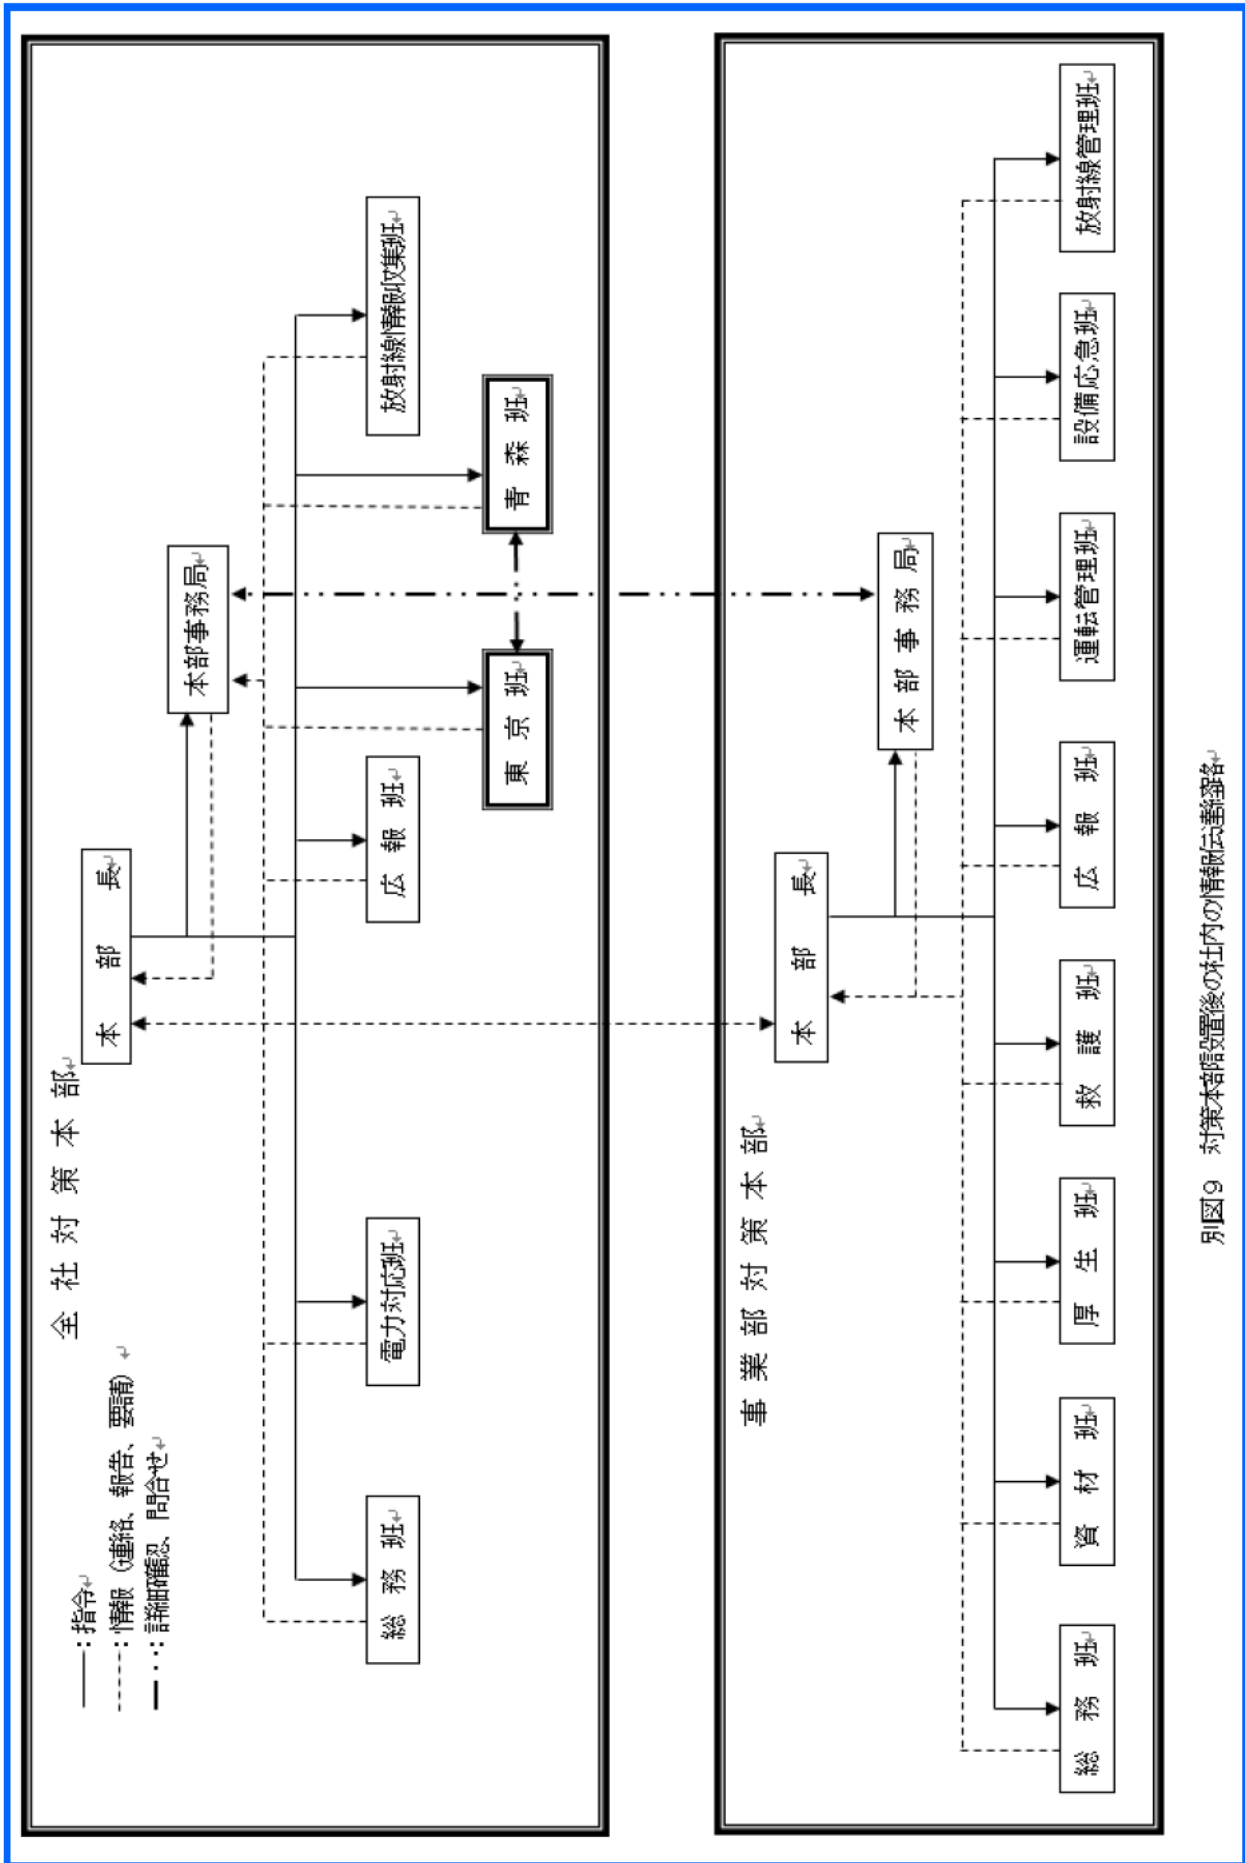 全社対策本部
――:指令
-----:情報(連絡、報告、要請)
━・・:詳細確認、問合せ
本部長
本部事務局
総務班
電力対応班
広報班
放射線情報収集班
東京班
青森班
事業部対策本部
本部長
本部事務局
総務班
資材班
厚生班
救護班
広報班
運転管理班
設備応急班
放射線管理班
別図9 対策本部設置後の社内の情報伝達経路